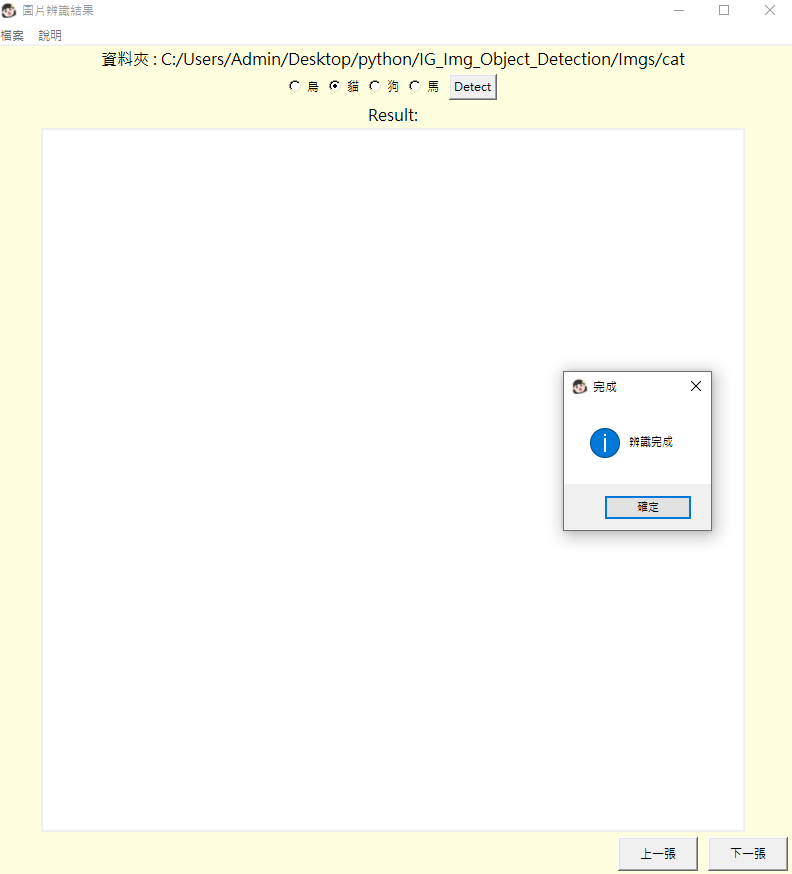 圖片辨識結果
檔案 說明
資料夾 : C:/Users/Admin/Desktop/python/IG_Img_Object_Detection/Imgs/cat
鳥 貓 狗 馬 Detect
Result:
完成
辨識完成
確定
上一張 下一張